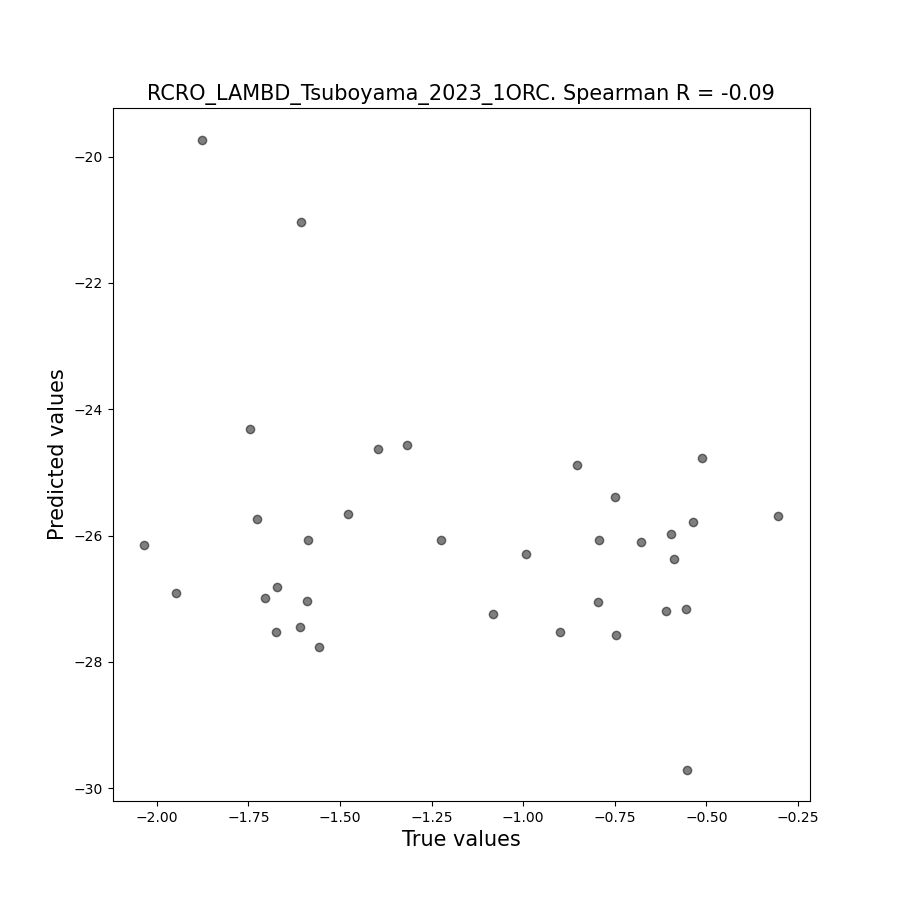 RCRO_LAMBD_Tsuboyama_2023_1ORC. Spearman R = -0.09
−20
−22
−24
−26
−28
−30
Predicted values
−2.00 −1.75 −1.50 −1.25 −1.00 −0.75 −0.50 −0.25
True values